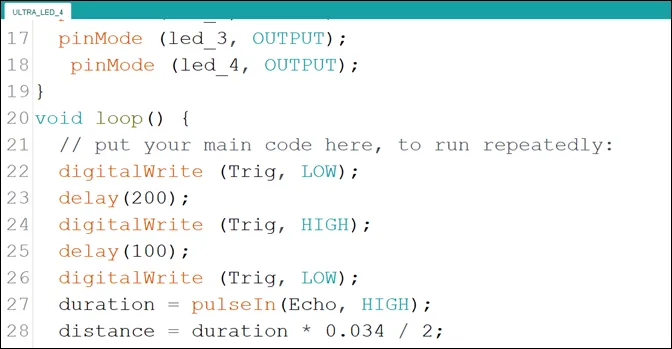 ULTRA_LED_4
17 pinMode (led_3, OUTPUT);
18 pinMode (led_4, OUTPUT);
19 }
20 void loop() {
21 // put your main code here, to run repeatedly:
22 digitalWrite (Trig, LOW);
23 delay(200);
24 digitalWrite (Trig, HIGH);
25 delay(100);
26 digitalWrite (Trig, LOW);
27 duration = pulseIn(Echo, HIGH);
28 distance = duration * 0.034 / 2;